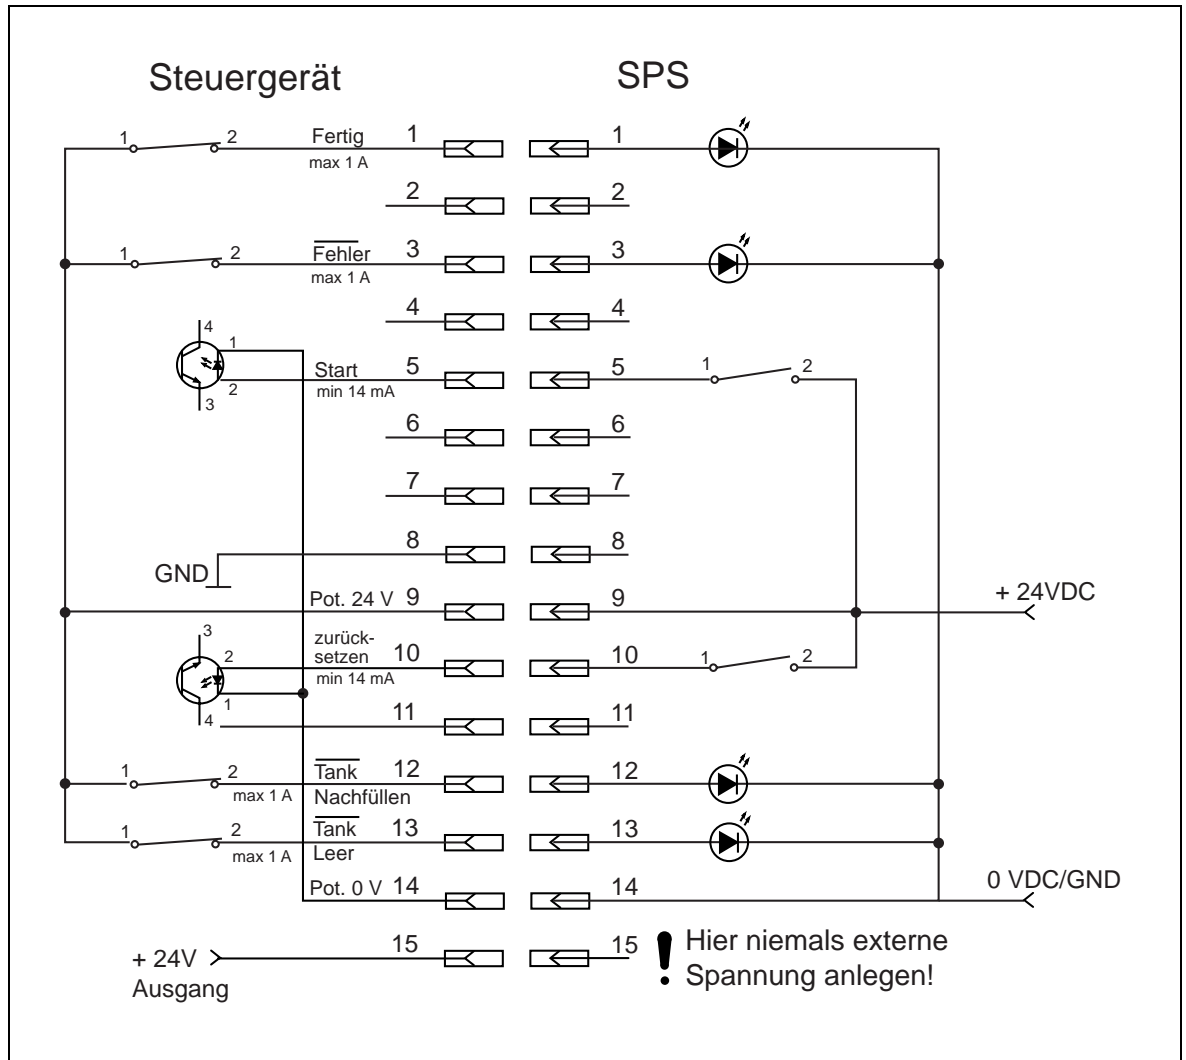 Steuergerät SPS
1 2 Fertig 1 1
max 1 A
2 2
1 2 Fehler 3 3
max 1 A
4 4
4
1
Start 5 5 1 2
2 min 14 mA
3
6 6
7 7
8 8
GND
Pot. 24 V 9 9 + 24VDC
3 zurück-
2 setzen 10 10 1 2
min 14 mA
1
4 11 11
1 2 Tank 12 12
max 1 A Nachfüllen
1 2 Tank 13 13
max 1 A Leer
Pot. 0 V 14 14 0 VDC/GND
15 15 ! Hier niemals externe
+ 24V Spannung anlegen!
Ausgang